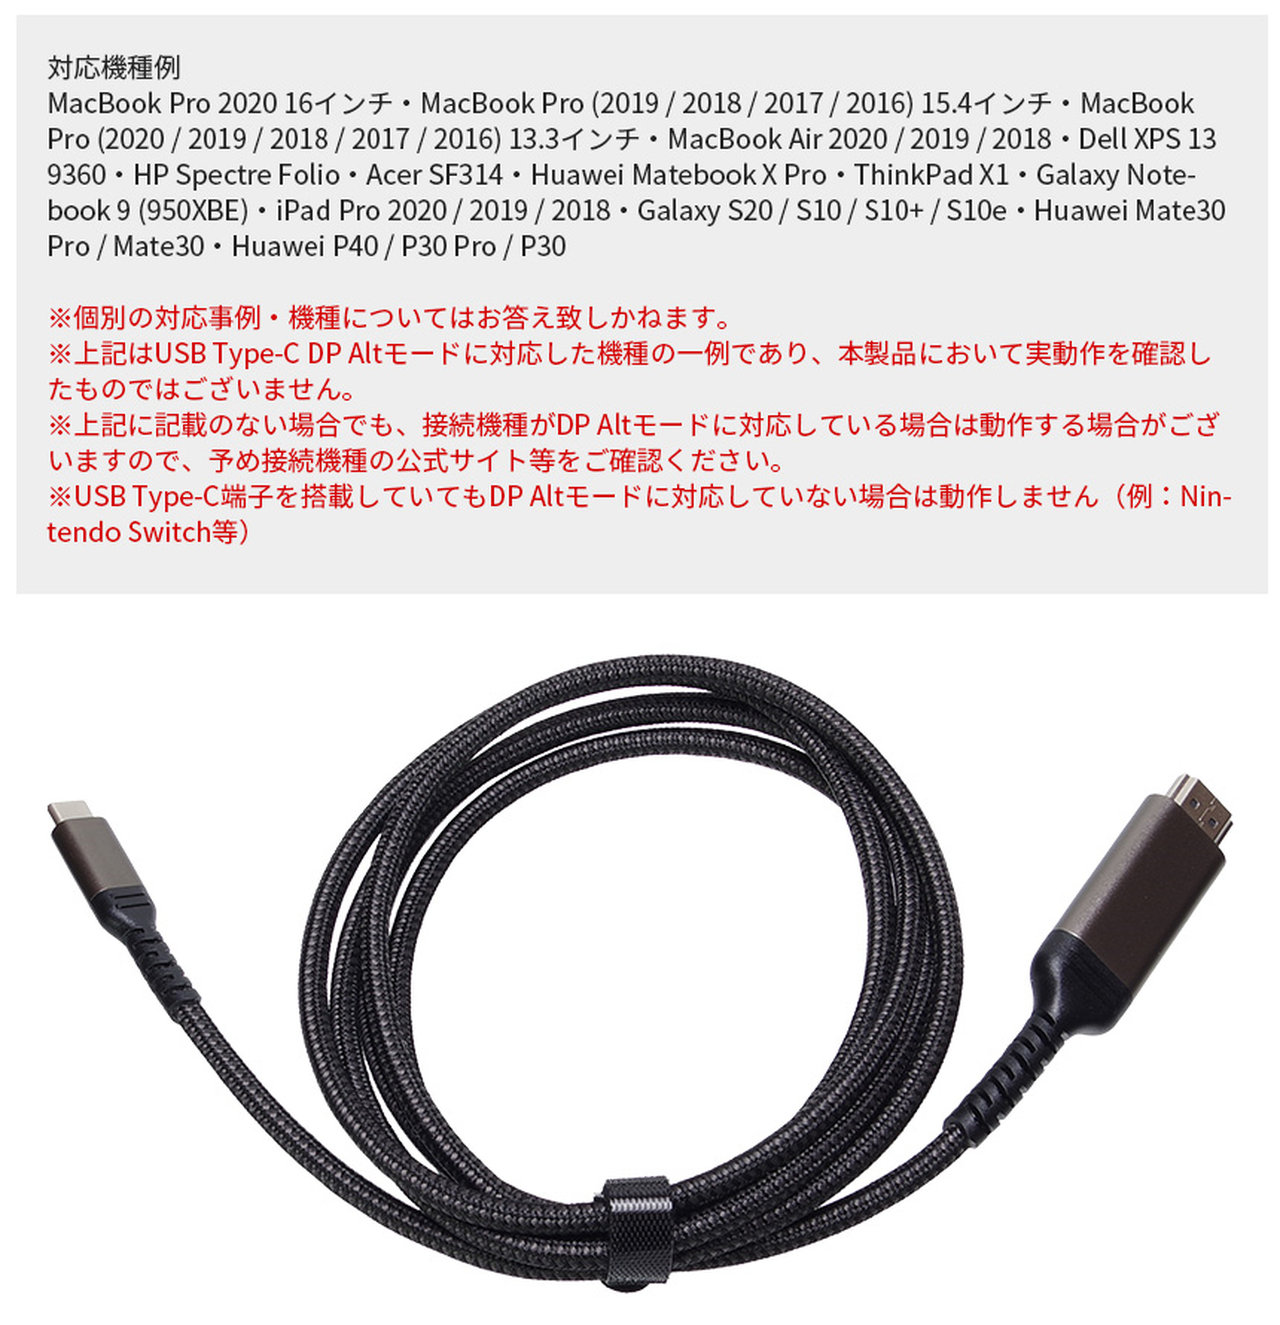 対応機種例
MacBook Pro 2020 16インチ・MacBook Pro (2019 / 2018 / 2017 / 2016) 15.4インチ・MacBook
Pro (2020 / 2019 / 2018 / 2017 / 2016) 13.3インチ・MacBook Air 2020 / 2019 / 2018・Dell XPS 13
9360・HP Spectre Folio・Acer SF314・Huawei Matebook X Pro・ThinkPad X1・Galaxy Note-
book 9 (950XBE)・iPad Pro 2020 / 2019 / 2018・Galaxy S20 / S10 / S10+ / S10e・Huawei Mate30
Pro / Mate30・Huawei P40 / P30 Pro / P30
※個別の対応事例・機種についてはお答え致しかねます。
※上記はUSB Type-C DP Altモードに対応した機種の一例であり、本製品において実動作を確認し
たものではございません。
※上記に記載のない場合でも、接続機種がDP Altモードに対応している場合は動作する場合がござ
いますので、予め接続機種の公式サイト等をご確認ください。
※USB Type-C端子を搭載していてもDP Altモードに対応していない場合は動作しません（例：Nin-
tendo Switch等）